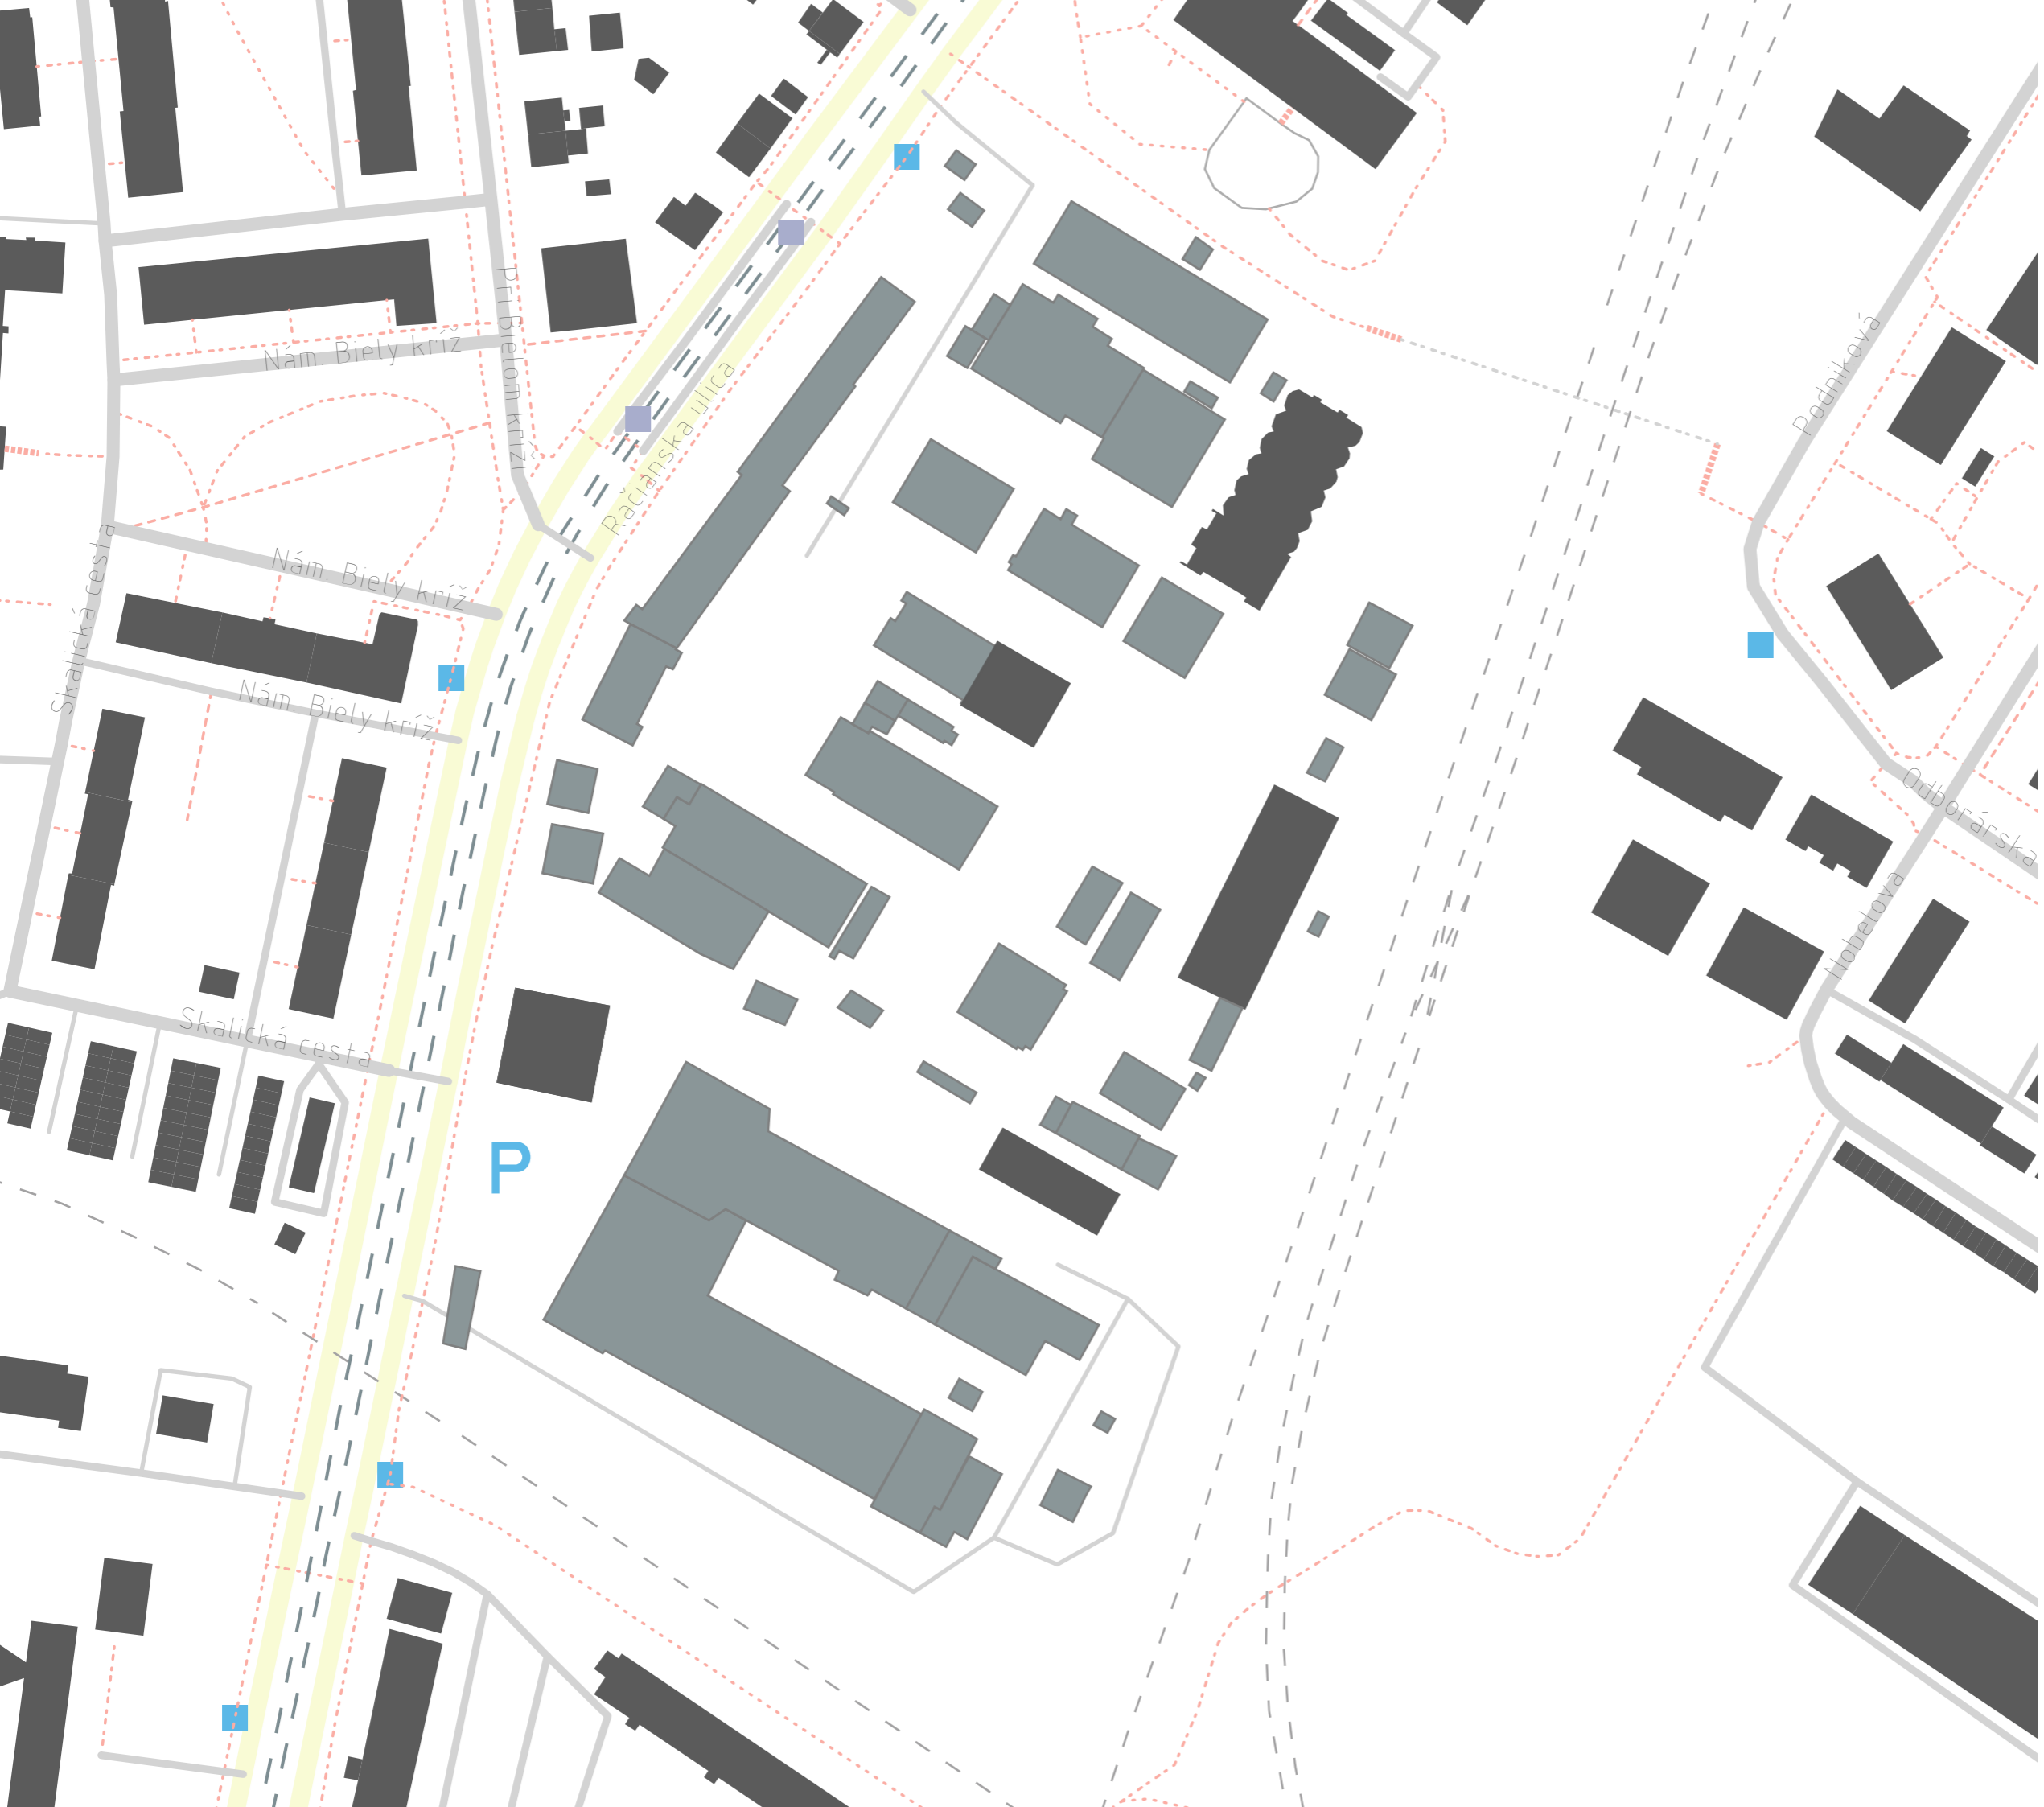 Pri Bielom kríži
Nám. Biely kríž
Račianska ulica
Podniková
Nám. Biely kríž
Skalická cesta
Nám. Biely kríž
Odborárska
Nobelova
Skalická cesta
P